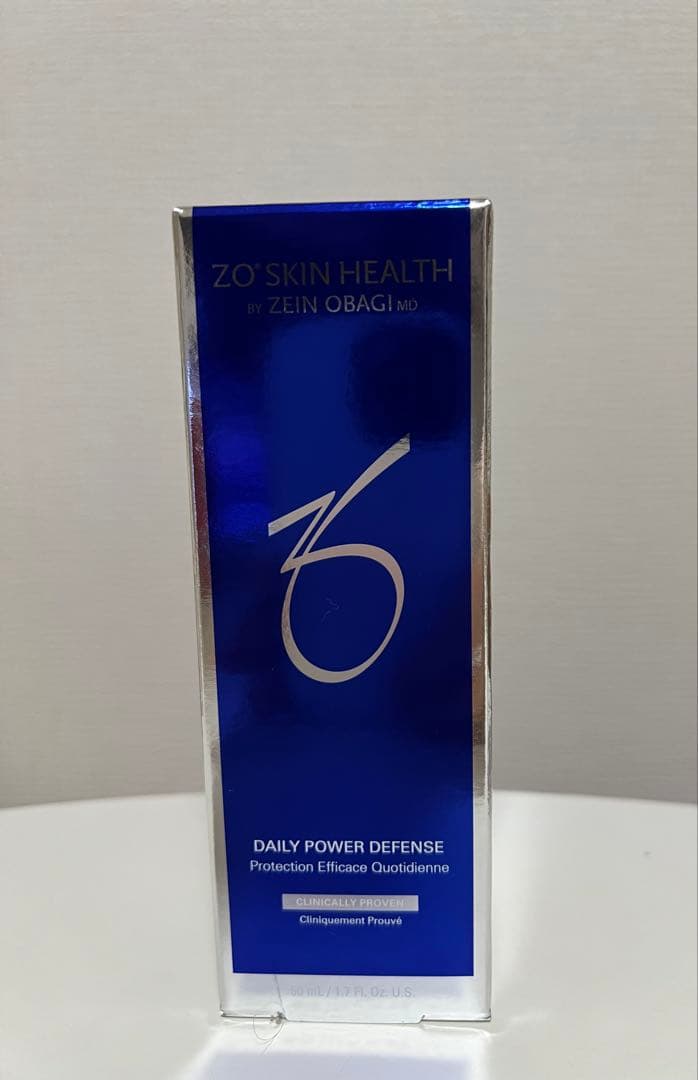 ZO® SKIN HEALTH
BY ZEIN OBAGI MD
DAILY POWER DEFENSE
Protection Efficace Quotidienne
CLINICALLY PROVEN
Cliniquement Prouvé
50 mL / 1.7 Fl. Oz. U.S.